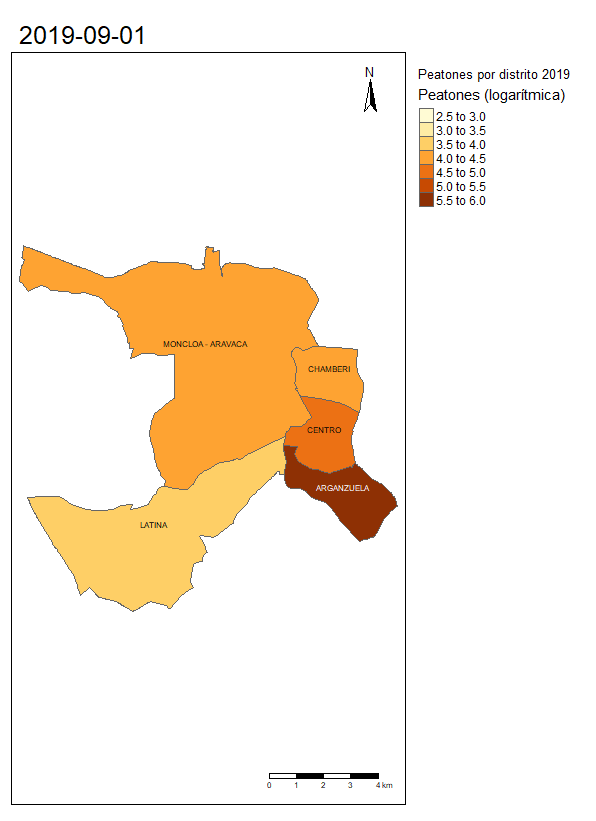 2019-09-01
N
Peatones por distrito 2019
Peatones (logarítmica)
2.5 to 3.0
3.0 to 3.5
3.5 to 4.0
4.0 to 4.5
4.5 to 5.0
5.0 to 5.5
5.5 to 6.0
MONCLOA - ARAVACA
CHAMBERI
CENTRO
ARGANZUELA
LATINA
0 1 2 3 4 km